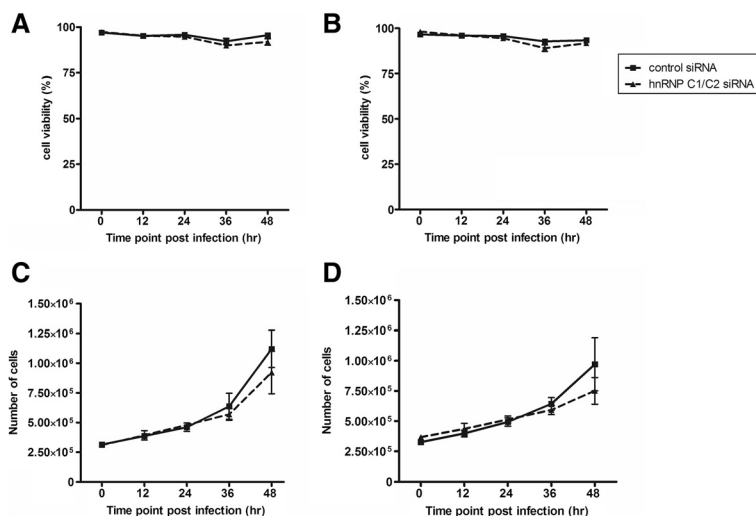 A
100
75
50
25
0
cell viability (%)
0 12 24 36 48
Time point post infection (hr)
B
100
75
50
25
0
cell viability (%)
0 12 24 36 48
Time point post infection (hr)
control siRNA
hnRNP C1/C2 siRNA
C
1.50×10⁶
1.25×10⁶
1.00×10⁶
7.50×10⁵
5.00×10⁵
2.50×10⁵
0
Number of cells
0 12 24 36 48
Time point post infection (hr)
D
1.50×10⁶
1.25×10⁶
1.00×10⁶
7.50×10⁵
5.00×10⁵
2.50×10⁵
0
Number of cells
0 12 24 36 48
Time point post infection (hr)